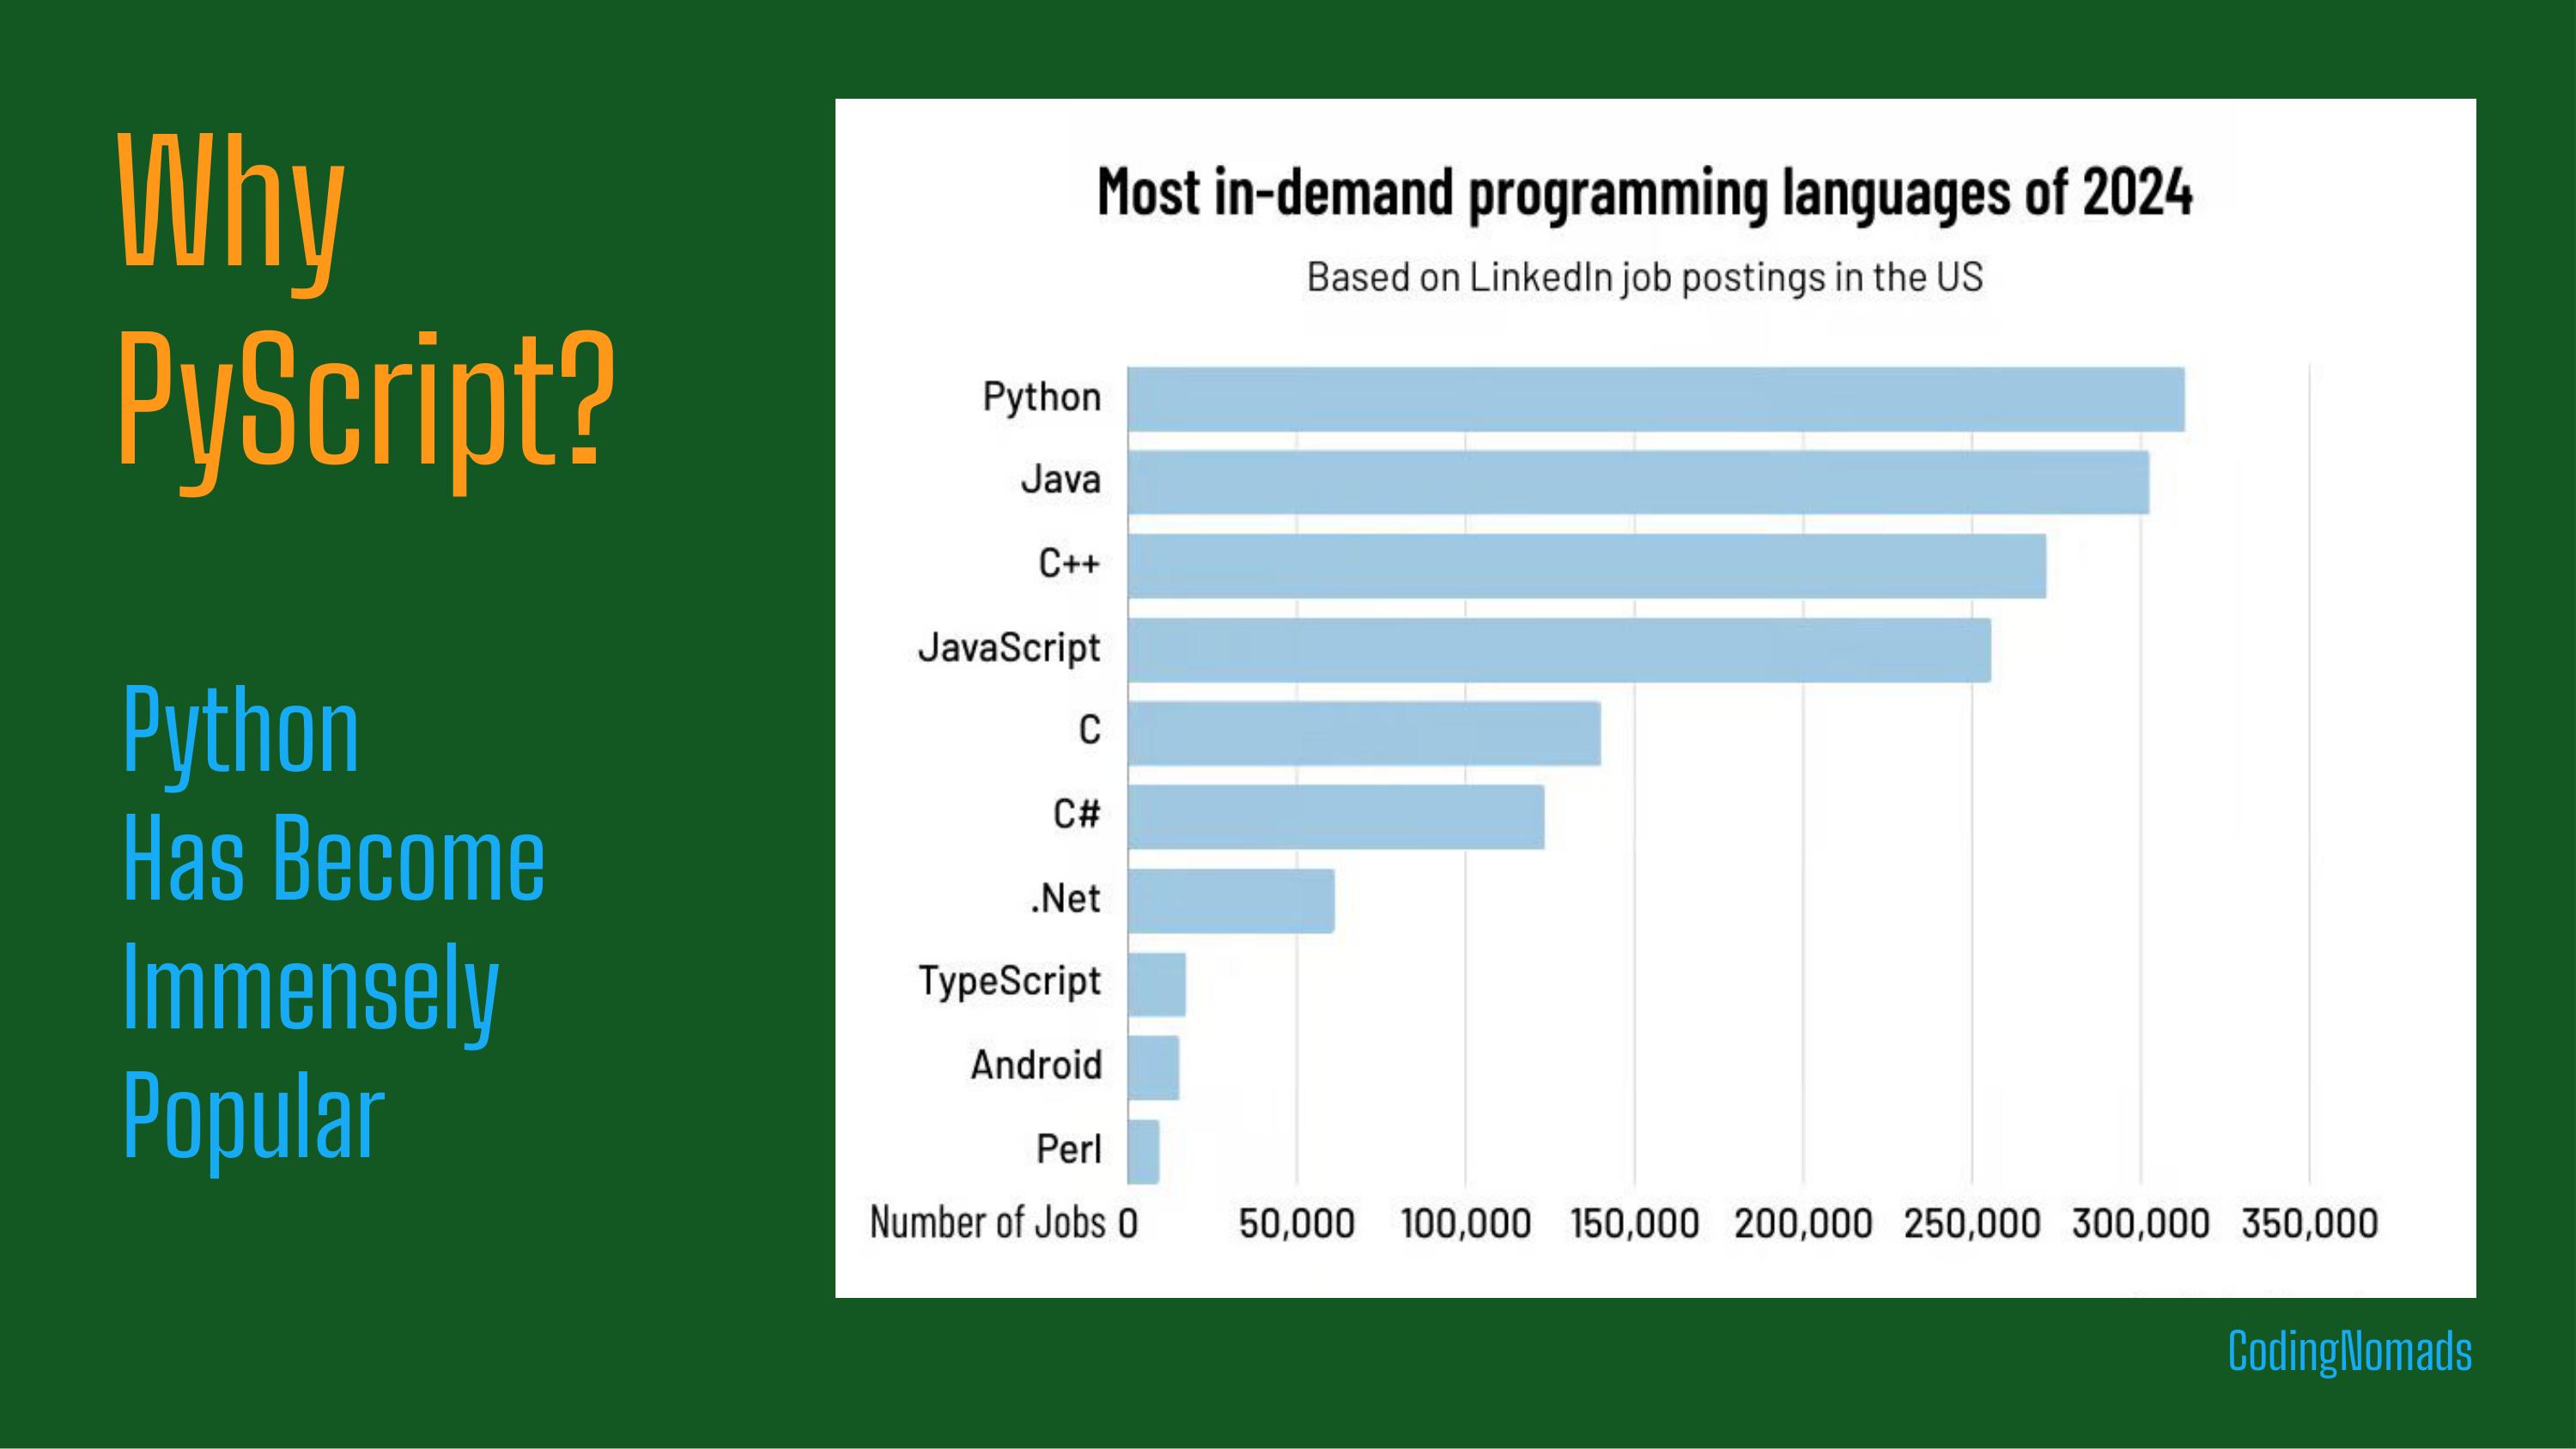 Why
PyScript?
Python
Has Become
Immensely
Popular
Most in-demand programming languages of 2024
Based on LinkedIn job postings in the US
Python
Java
C++
JavaScript
C
C#
.Net
TypeScript
Android
Perl
Number of Jobs 0 50,000 100,000 150,000 200,000 250,000 300,000 350,000
CodingNomads